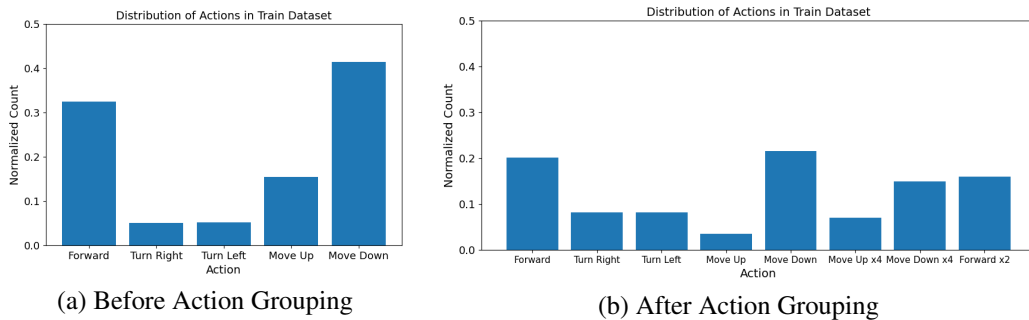 Distribution of Actions in Train Dataset
Normalized Count
0.5
0.4
0.3
0.2
0.1
0.0
Forward Turn Right Turn Left Move Up Move Down
Action
(a) Before Action Grouping
Distribution of Actions in Train Dataset
Normalized Count
0.5
0.4
0.3
0.2
0.1
0.0
Forward Turn Right Turn Left Move Up Move Down Move Up x4 Move Down x4 Forward x2
Action
(b) After Action Grouping